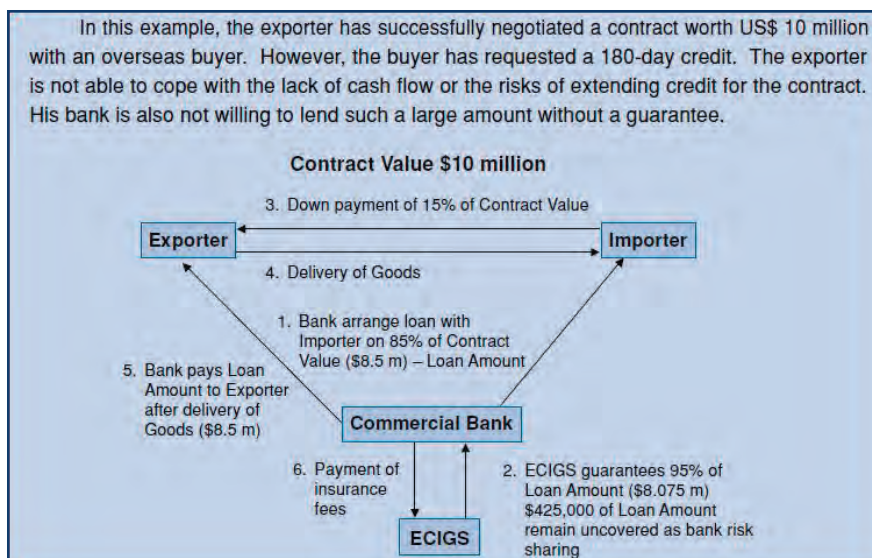 In this example, the exporter has successfully negotiated a contract worth US$ 10 million
with an overseas buyer. However, the buyer has requested a 180-day credit. The exporter
is not able to cope with the lack of cash flow or the risks of extending credit for the contract.
His bank is also not willing to lend such a large amount without a guarantee.
Contract Value $10 million
3. Down payment of 15% of Contract Value
Exporter
Importer
4. Delivery of Goods
1. Bank arrange loan with
Importer on 85% of Contract
Value ($8.5 m) – Loan Amount
5. Bank pays Loan
Amount to Exporter
after delivery of
Goods ($8.5 m)
Commercial Bank
6. Payment of
insurance
fees
2. ECIGS guarantees 95% of
Loan Amount ($8.075 m)
$425,000 of Loan Amount
remain uncovered as bank risk
sharing
ECIGS